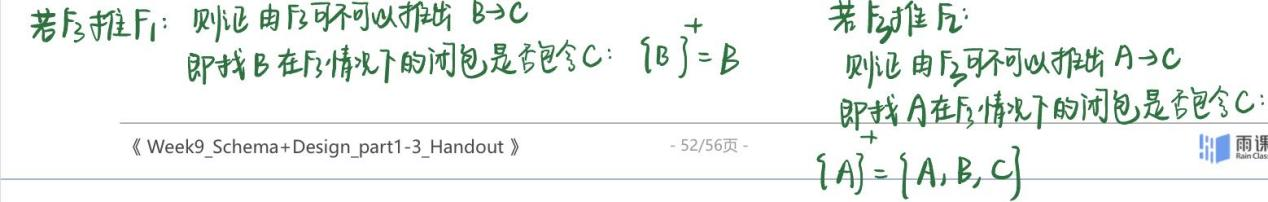 若F3推F1: 则证由F3可不可以推出 B→C
即找B在F3情况下的闭包是否包含C: {B}⁺=B
若F3推F2:
则证由F3可不可以推出 A→C
即找A在F3情况下的闭包是否包含C:
{A}⁺={A,B,C}
《 Week9_Schema+Design_part1-3_Handout 》
- 52/56页 -
雨课
Rain Clas